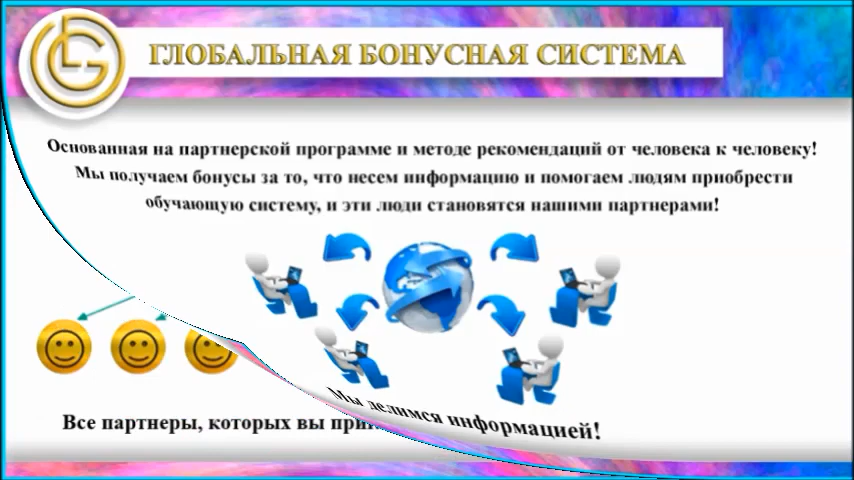 ГЛОБАЛЬНАЯ БОНУСНАЯ СИСТЕМА
Основанная на партнерской программе и методе рекомендаций от человека к человеку!
Мы получаем бонусы за то, что несем информацию и помогаем людям приобрести
обучающую систему, и эти люди становятся нашими партнерами!
Мы делимся информацией!
Все партнеры, которых вы